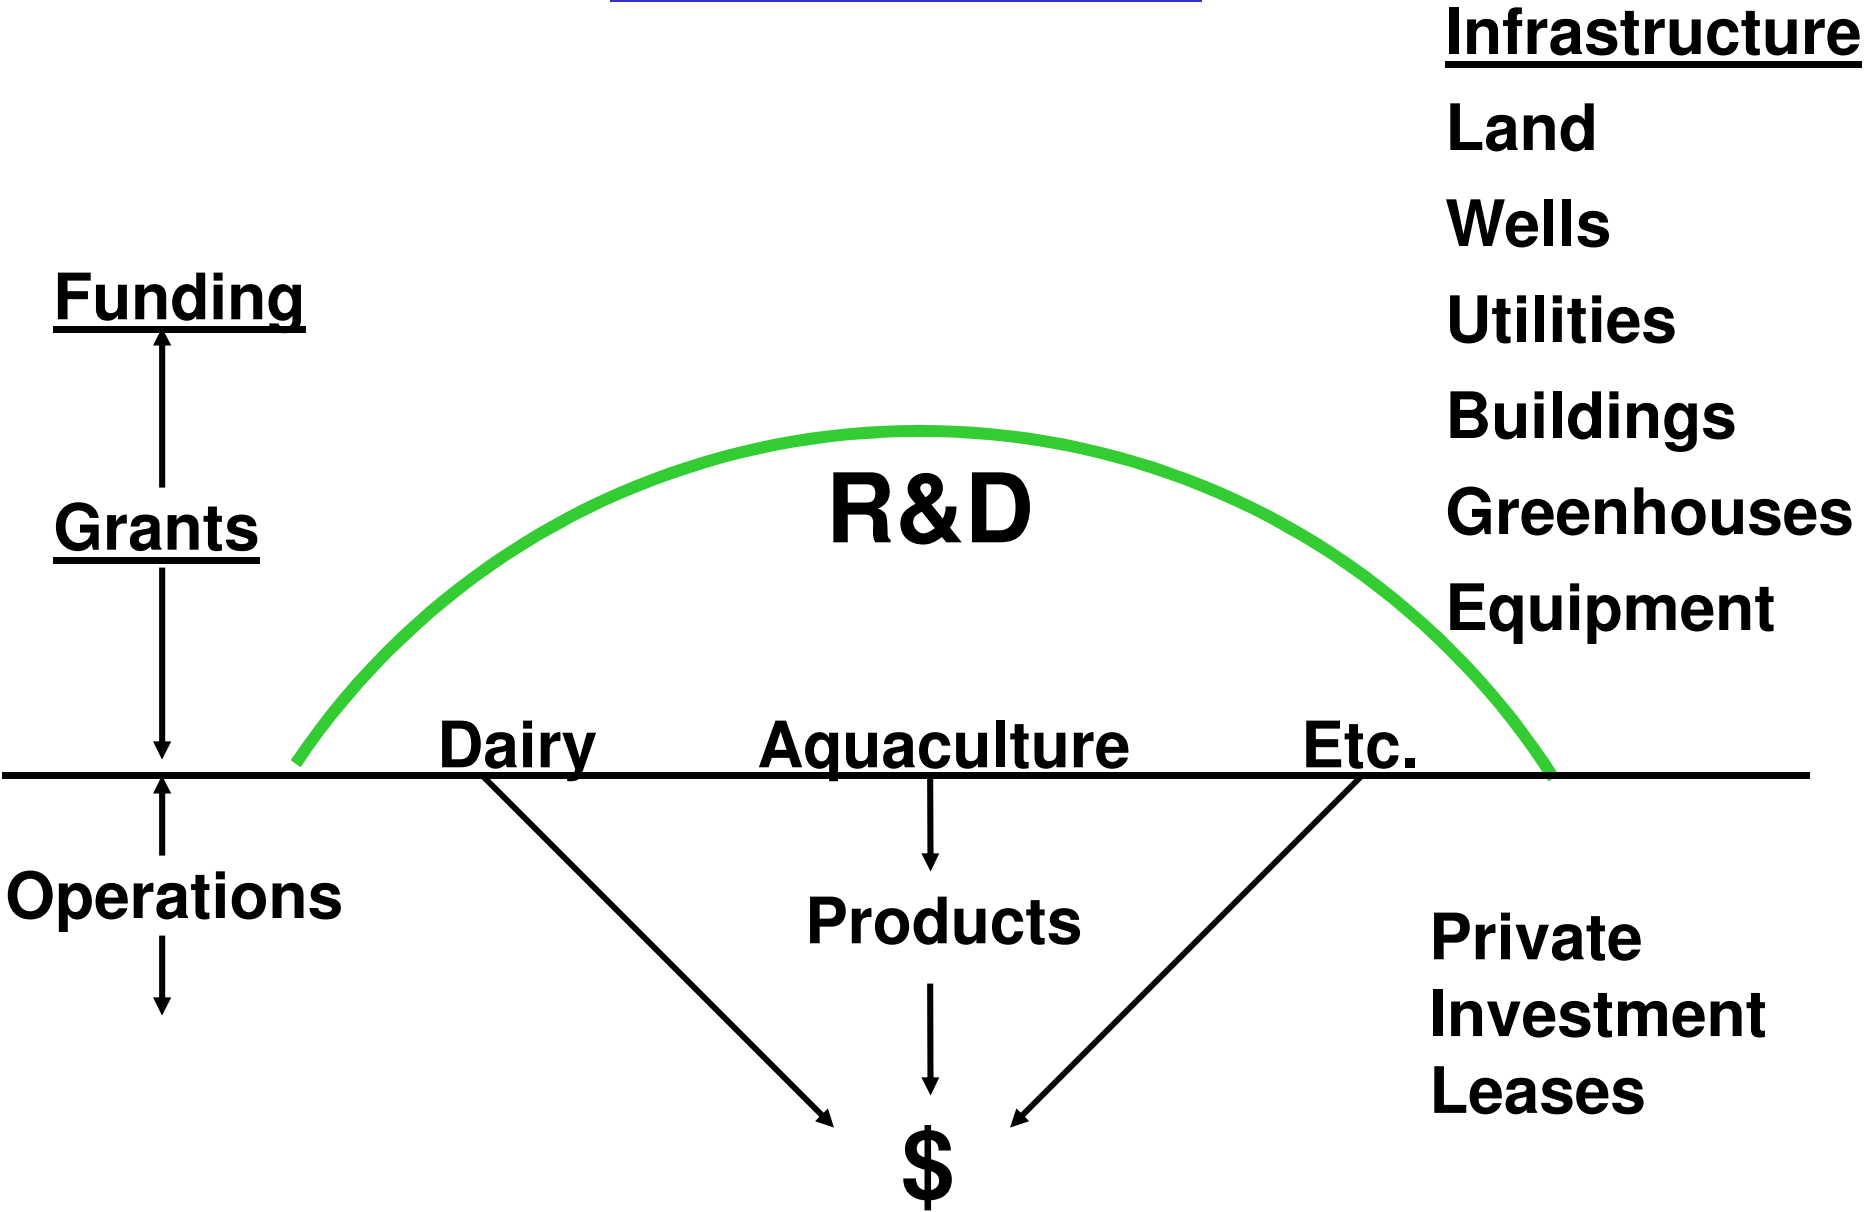 Infrastructure
Land
Wells
Utilities
Buildings
Greenhouses
Equipment
Funding
Grants
R&D
Dairy
Aquaculture
Etc.
Operations
Products
Private
Investment
Leases
$